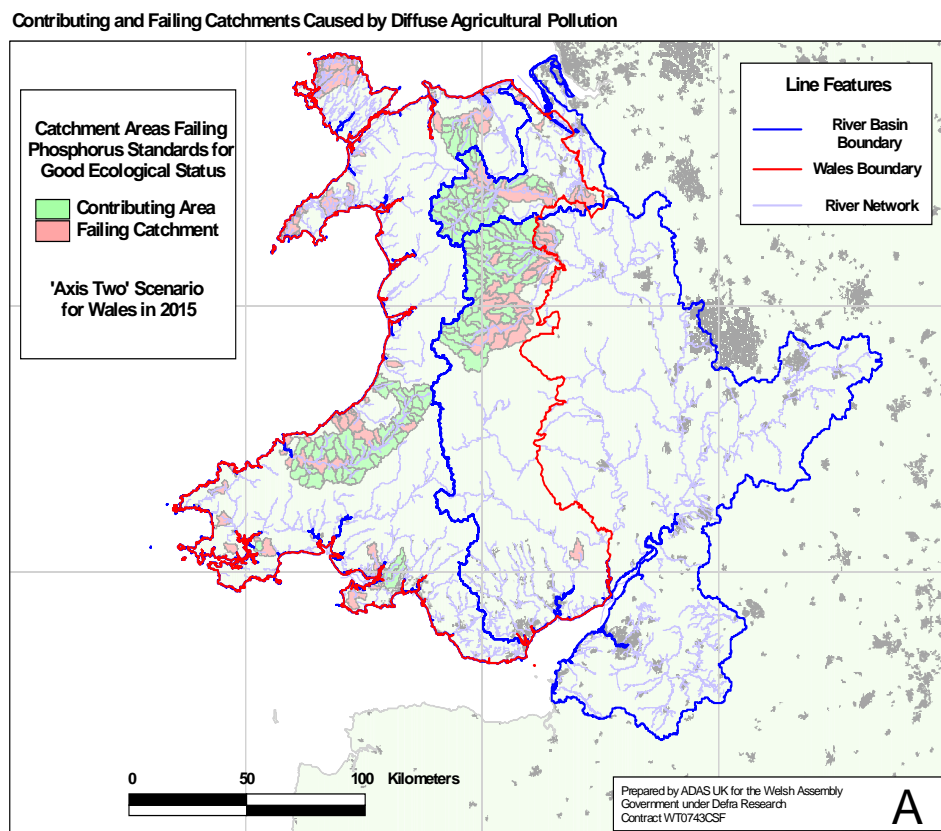 Contributing and Failing Catchments Caused by Diffuse Agricultural Pollution
Catchment Areas Failing
Phosphorus Standards for
Good Ecological Status
Contributing Area
Failing Catchment
'Axis Two' Scenario
for Wales in 2015
Line Features
River Basin
Boundary
Wales Boundary
River Network
0 50 100 Kilometers
Prepared by ADAS UK for the Welsh Assembly
Government under Defra Research
Contract WT0743CSF
A